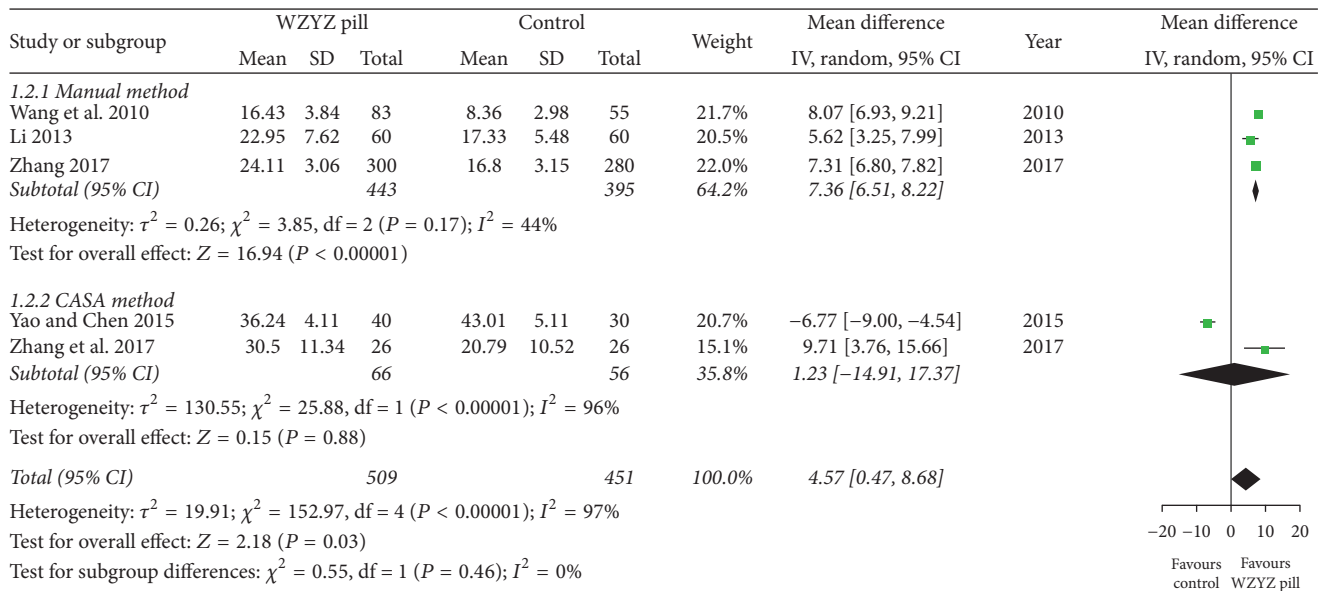 Study or subgroup WZYZ pill Control Weight Mean difference Year Mean difference
Mean SD Total Mean SD Total IV, random, 95% CI IV, random, 95% CI
1.2.1 Manual method
Wang et al. 2010 16.43 3.84 83 8.36 2.98 55 21.7% 8.07 [6.93, 9.21] 2010
Li 2013 22.95 7.62 60 17.33 5.48 60 20.5% 5.62 [3.25, 7.99] 2013
Zhang 2017 24.11 3.06 300 16.8 3.15 280 22.0% 7.31 [6.80, 7.82] 2017
Subtotal (95% CI) 443 395 64.2% 7.36 [6.51, 8.22]
Heterogeneity: τ² = 0.26; χ² = 3.85, df = 2 (P = 0.17); I² = 44%
Test for overall effect: Z = 16.94 (P < 0.00001)
1.2.2 CASA method
Yao and Chen 2015 36.24 4.11 40 43.01 5.11 30 20.7% −6.77 [−9.00, −4.54] 2015
Zhang et al. 2017 30.5 11.34 26 20.79 10.52 26 15.1% 9.71 [3.76, 15.66] 2017
Subtotal (95% CI) 66 56 35.8% 1.23 [−14.91, 17.37]
Heterogeneity: τ² = 130.55; χ² = 25.88, df = 1 (P < 0.00001); I² = 96%
Test for overall effect: Z = 0.15 (P = 0.88)
Total (95% CI) 509 451 100.0% 4.57 [0.47, 8.68]
Heterogeneity: τ² = 19.91; χ² = 152.97, df = 4 (P < 0.00001); I² = 97%
Test for overall effect: Z = 2.18 (P = 0.03)
Test for subgroup differences: χ² = 0.55, df = 1 (P = 0.46); I² = 0%
−20 −10 0 10 20
Favours Favours
control WZYZ pill